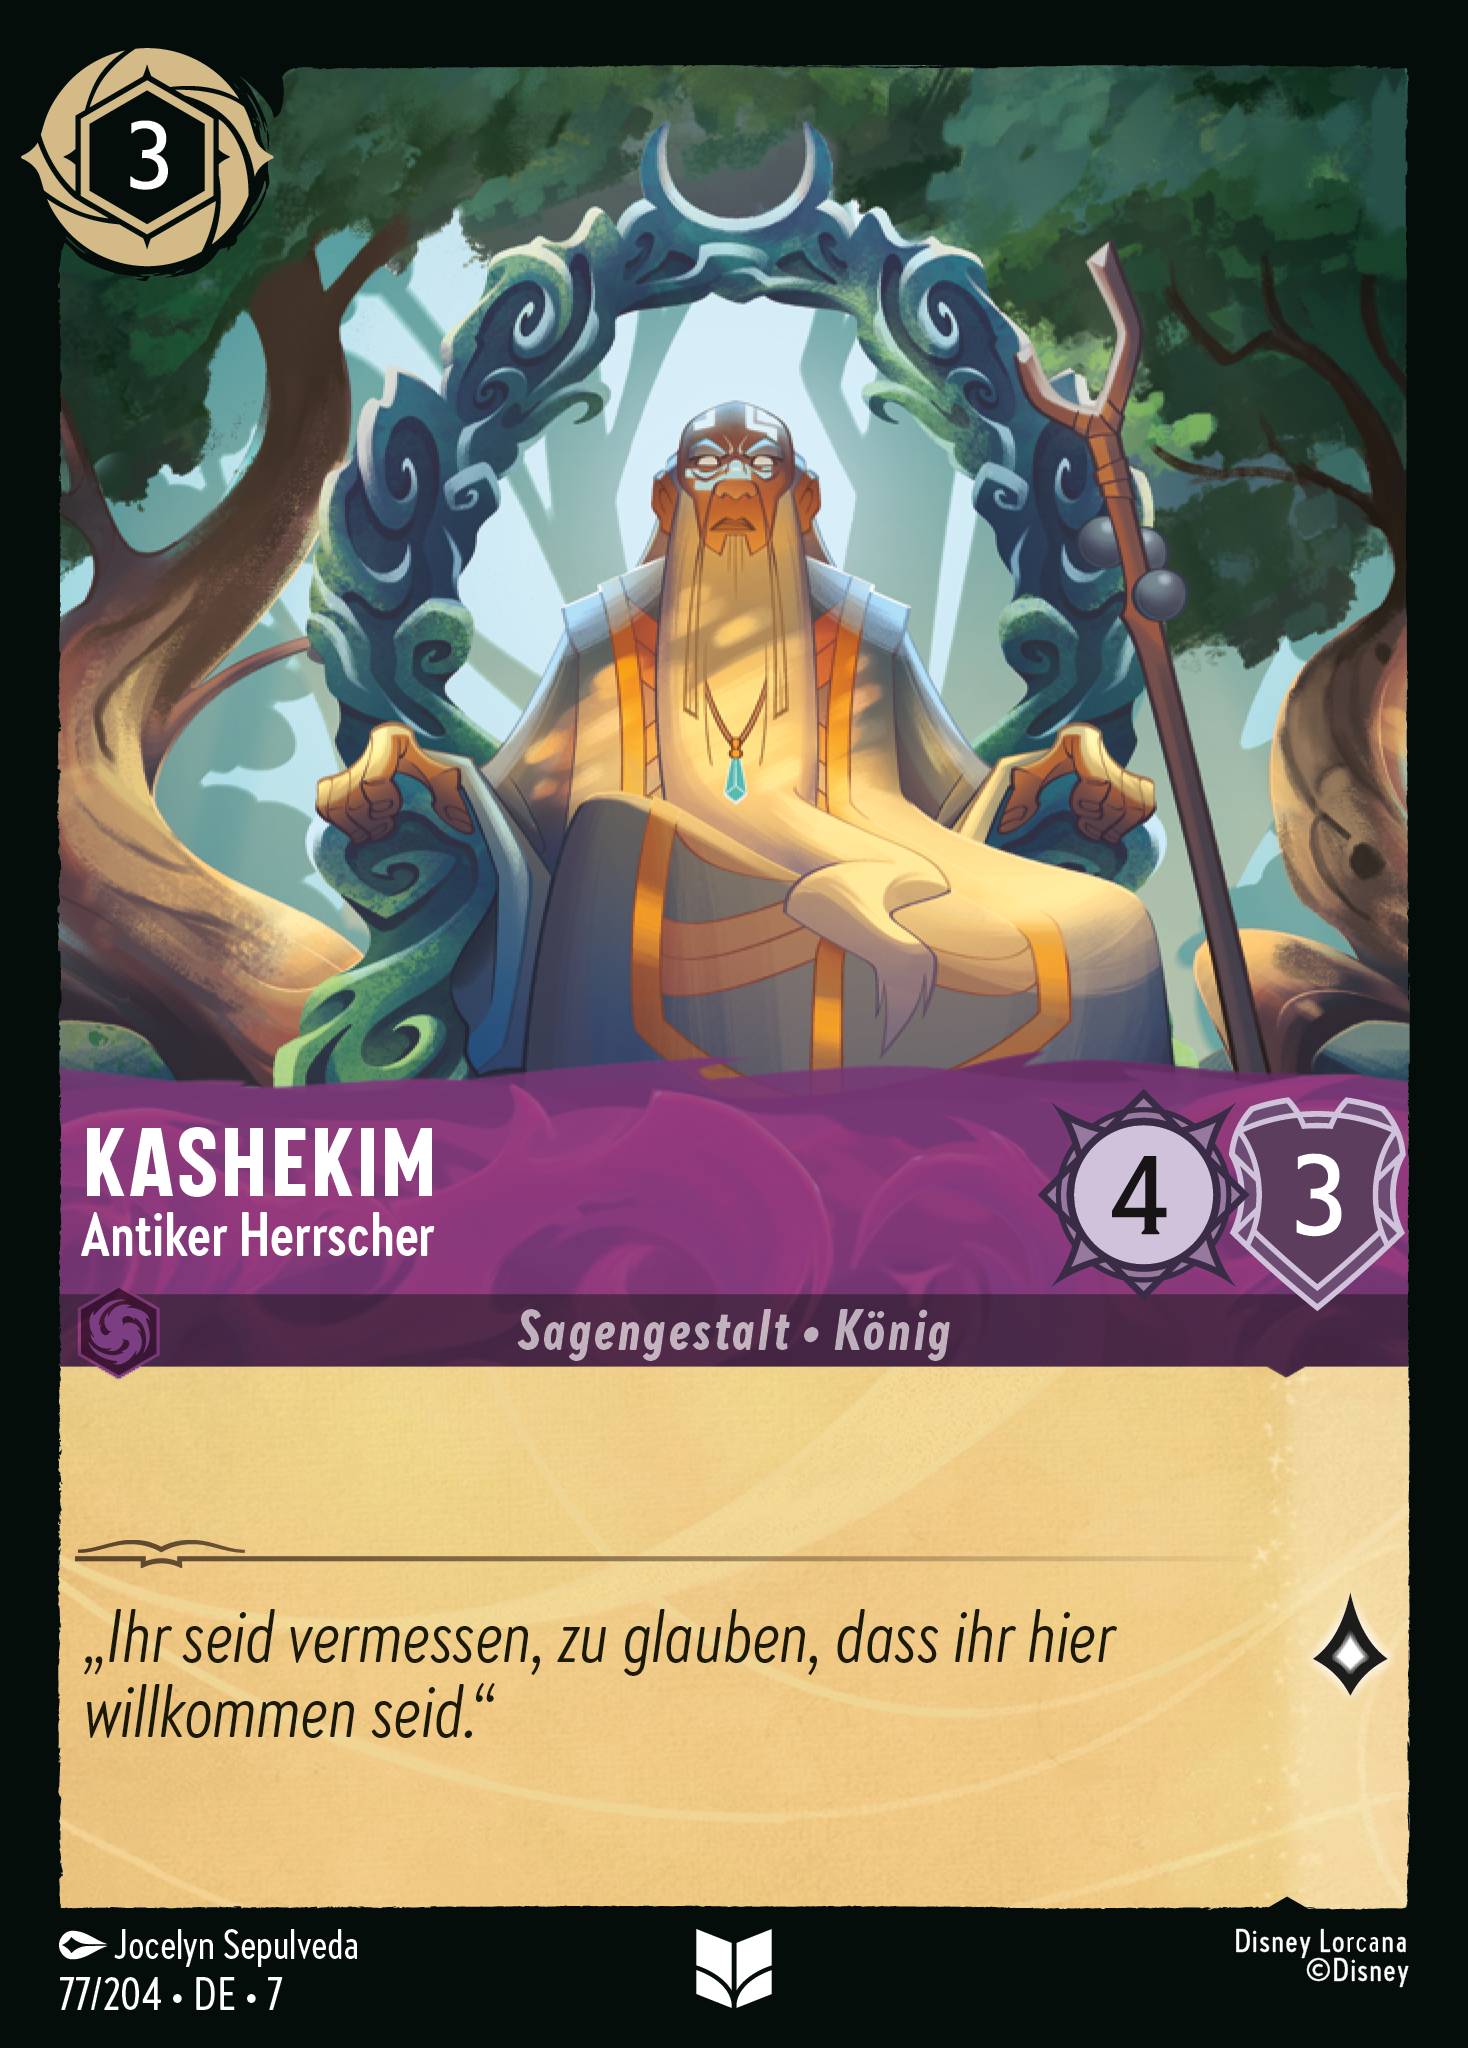 3
KASHEKIM
Antiker Herrscher
4
3
Sagengestalt • König
„Ihr seid vermessen, zu glauben, dass ihr hier
willkommen seid.“
Jocelyn Sepulveda
77/204 • DE • 7
Disney Lorcana
©Disney